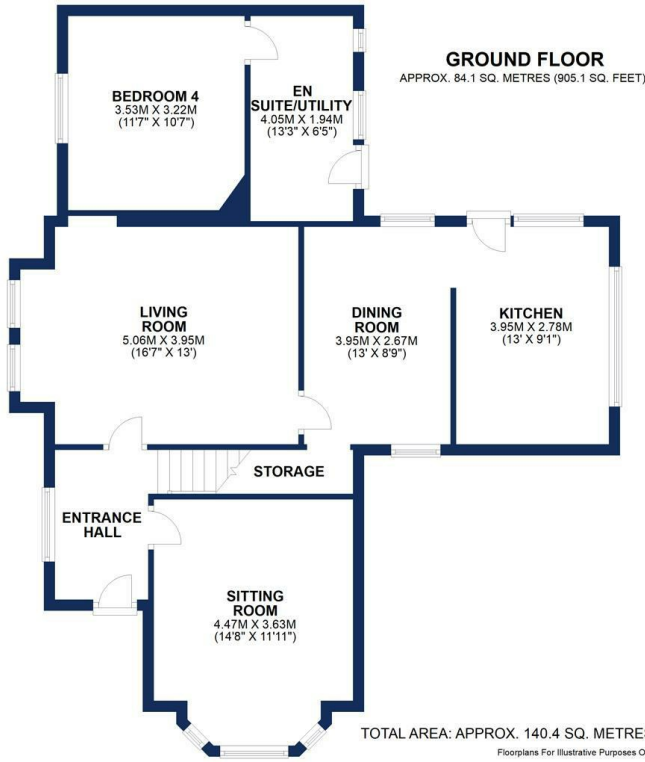 GROUND FLOOR
APPROX. 84.1 SQ. METRES (905.1 SQ. FEET)
BEDROOM 4
3.53M X 3.22M
(11'7" X 10'7")
EN
SUITE/UTILITY
4.05M X 1.94M
(13'3" X 6'5")
LIVING
ROOM
5.06M X 3.95M
(16'7" X 13')
DINING
ROOM
3.95M X 2.67M
(13' X 8'9")
KITCHEN
3.95M X 2.78M
(13' X 9'1")
STORAGE
ENTRANCE
HALL
SITTING
ROOM
4.47M X 3.63M
(14'8" X 11'11")
TOTAL AREA: APPROX. 140.4 SQ. METRES
Floorplans For Illustrative Purposes